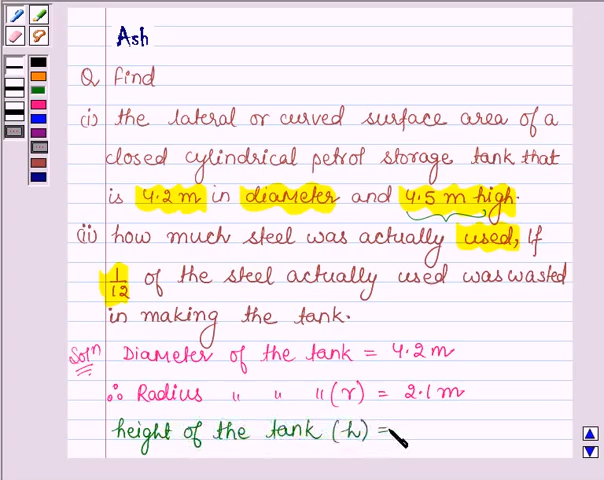 Ash
Q Find
(i) the lateral or curved surface area of a
closed cylindrical petrol storage tank that
is 4.2 m in diameter and 4.5 m high.
(ii) how much steel was actually used, If
1/12 of the steel actually used was wasted
in making the tank.
Solⁿ Diameter of the tank = 4.2 m
∴ Radius " " " (r) = 2.1 m
height of the tank (h) =